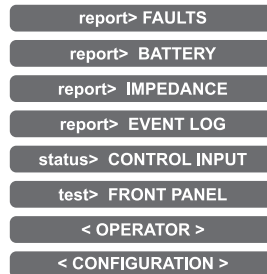 report> FAULTS
report> BATTERY
report> IMPEDANCE
report> EVENT LOG
status> CONTROL INPUT
test> FRONT PANEL
< OPERATOR >
< CONFIGURATION >